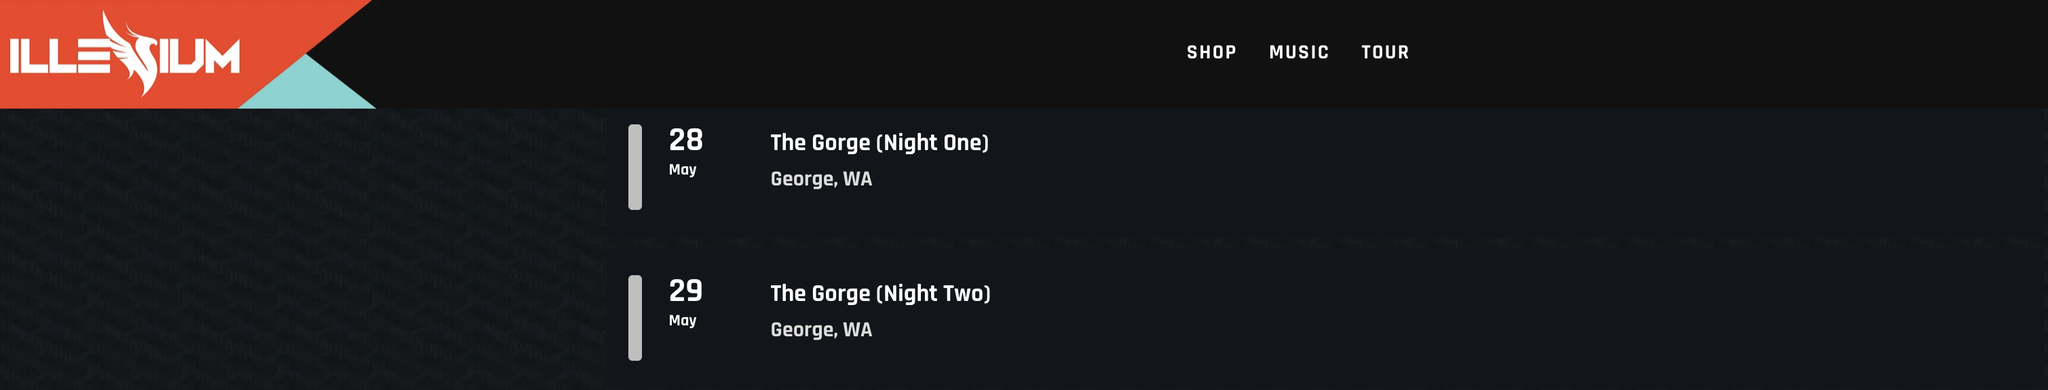 ILLENIUM
SHOP MUSIC TOUR
28
May
The Gorge (Night One)
George, WA
29
May
The Gorge (Night Two)
George, WA